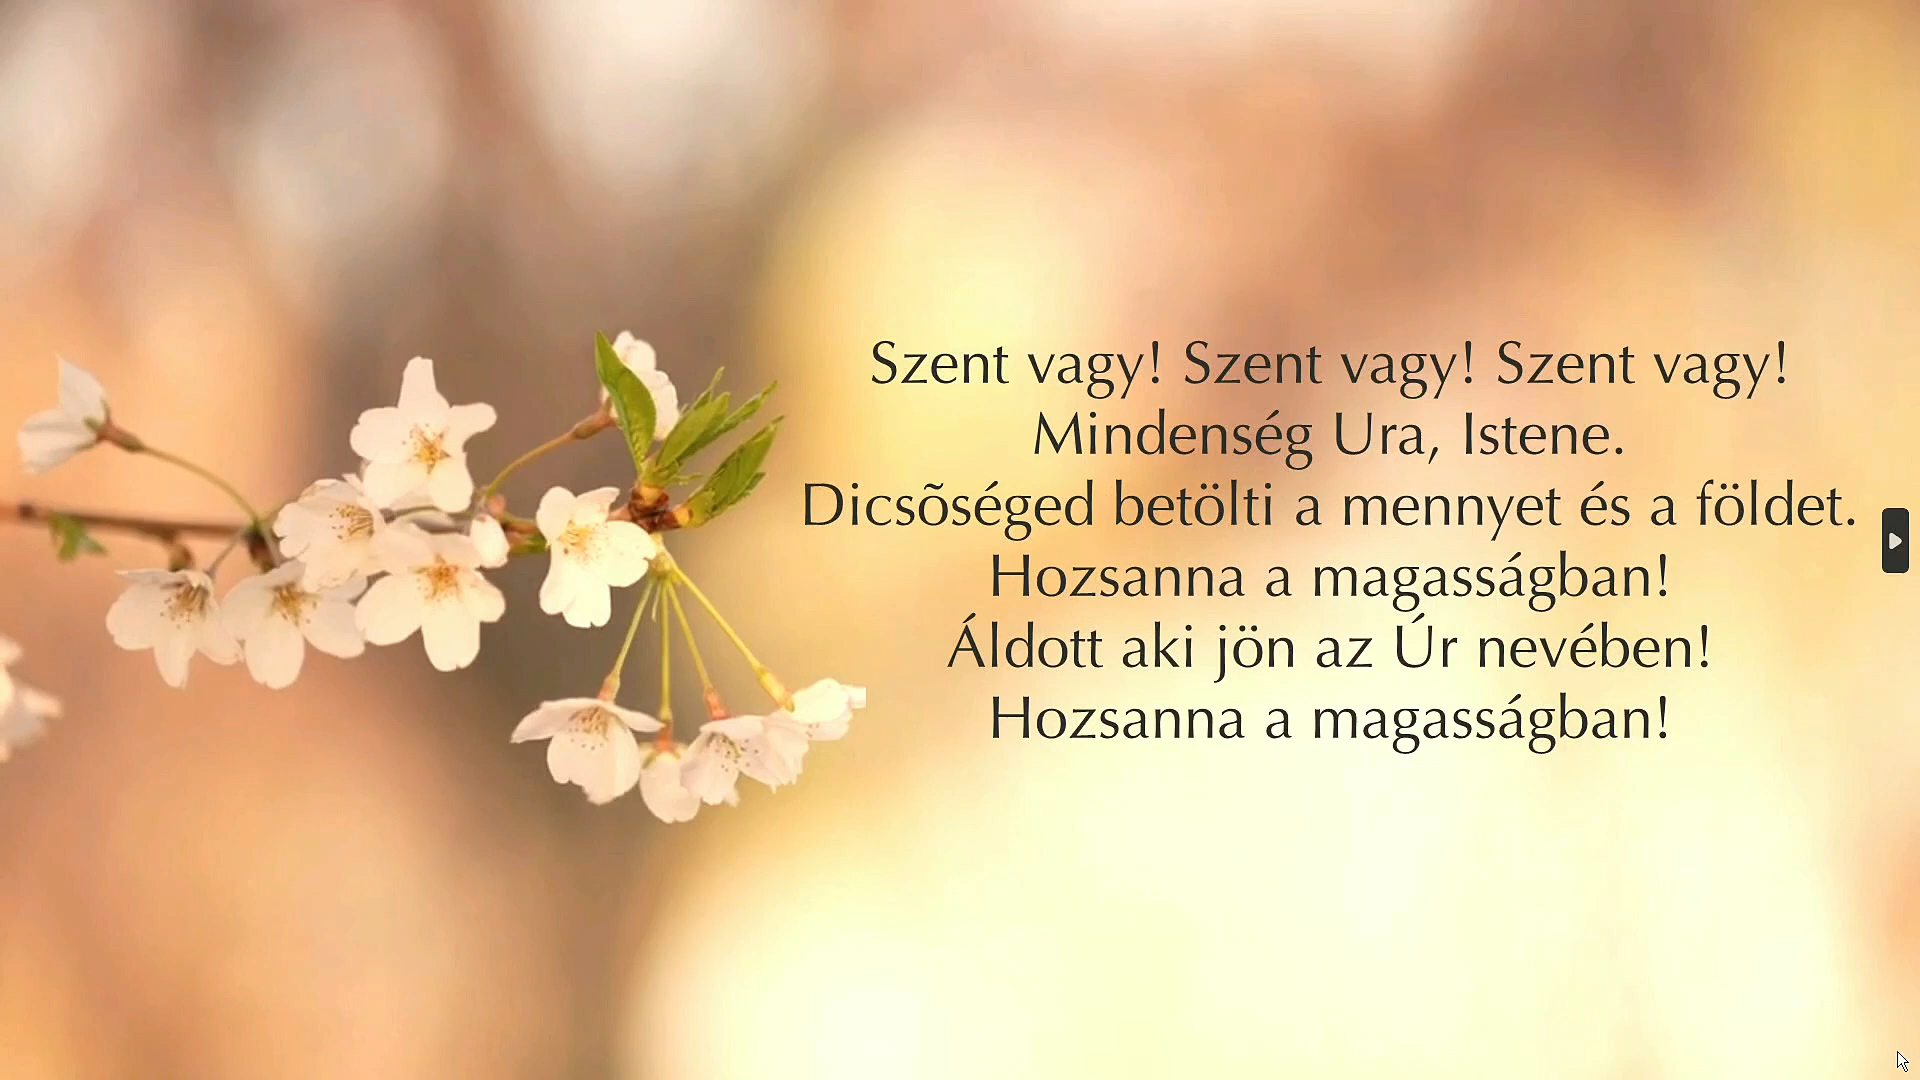 Szent vagy! Szent vagy! Szent vagy!
Mindenség Ura, Istene.
Dicsõséged betölti a mennyet és a földet.
Hozsanna a magasságban!
Áldott aki jön az Úr nevében!
Hozsanna a magasságban!